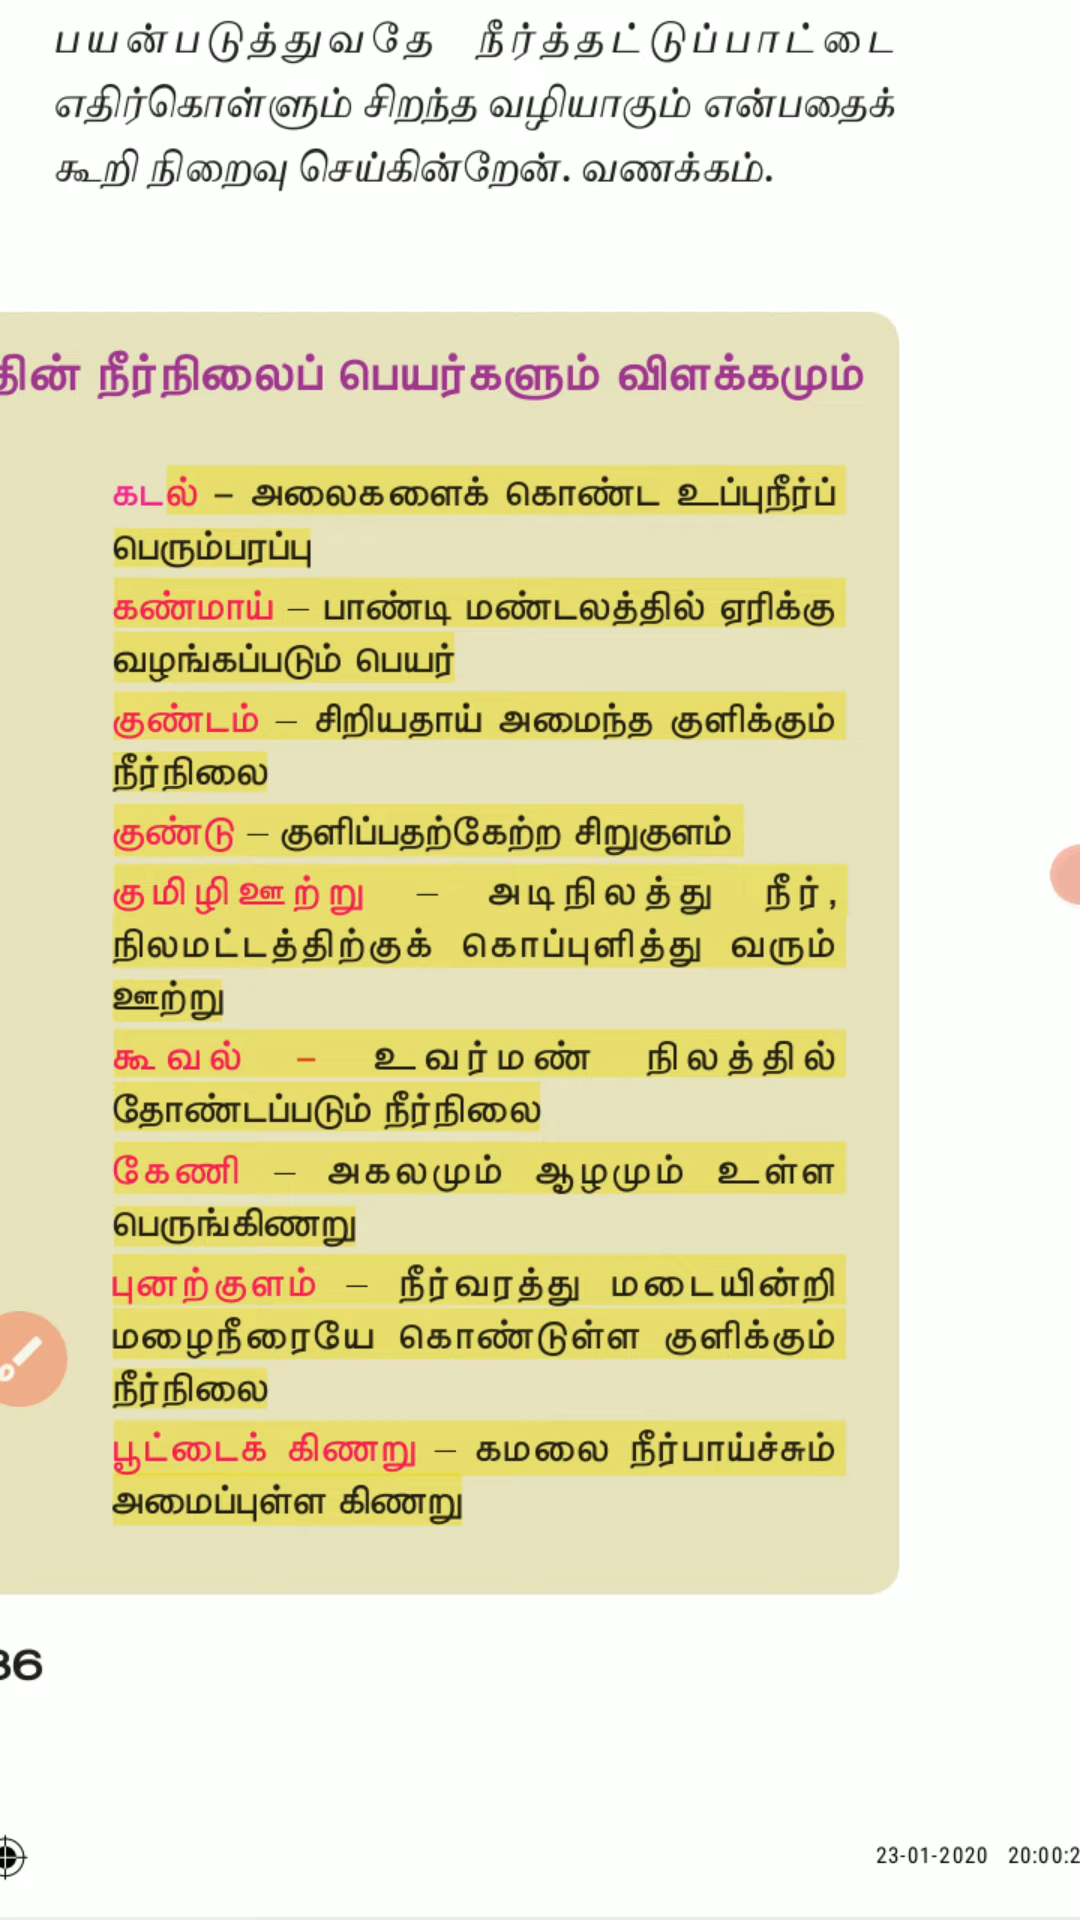 பயன்படுத்துவதே நீர்த்தட்டுப்பாட்டை
எதிர்கொள்ளும் சிறந்த வழியாகும் என்பதைக்
கூறி நிறைவு செய்கின்றேன். வணக்கம்.
தின் நீர்நிலைப் பெயர்களும் விளக்கமும்
கடல் – அலைகளைக் கொண்ட உப்புநீர்ப்
பெரும்பரப்பு
கண்மாய் – பாண்டி மண்டலத்தில் ஏரிக்கு
வழங்கப்படும் பெயர்
குண்டம் – சிறியதாய் அமைந்த குளிக்கும்
நீர்நிலை
குண்டு – குளிப்பதற்கேற்ற சிறுகுளம்
குமிழிஊற்று – அடிநிலத்து நீர்,
நிலமட்டத்திற்குக் கொப்புளித்து வரும்
ஊற்று
கூவல் – உவர்மண் நிலத்தில்
தோண்டப்படும் நீர்நிலை
கேணி – அகலமும் ஆழமும் உள்ள
பெருங்கிணறு
புனற்குளம் – நீர்வரத்து மடையின்றி
மழைநீரையே கொண்டுள்ள குளிக்கும்
நீர்நிலை
பூட்டைக் கிணறு – கமலை நீர்பாய்ச்சும்
அமைப்புள்ள கிணறு
36
23-01-2020 20:00:2